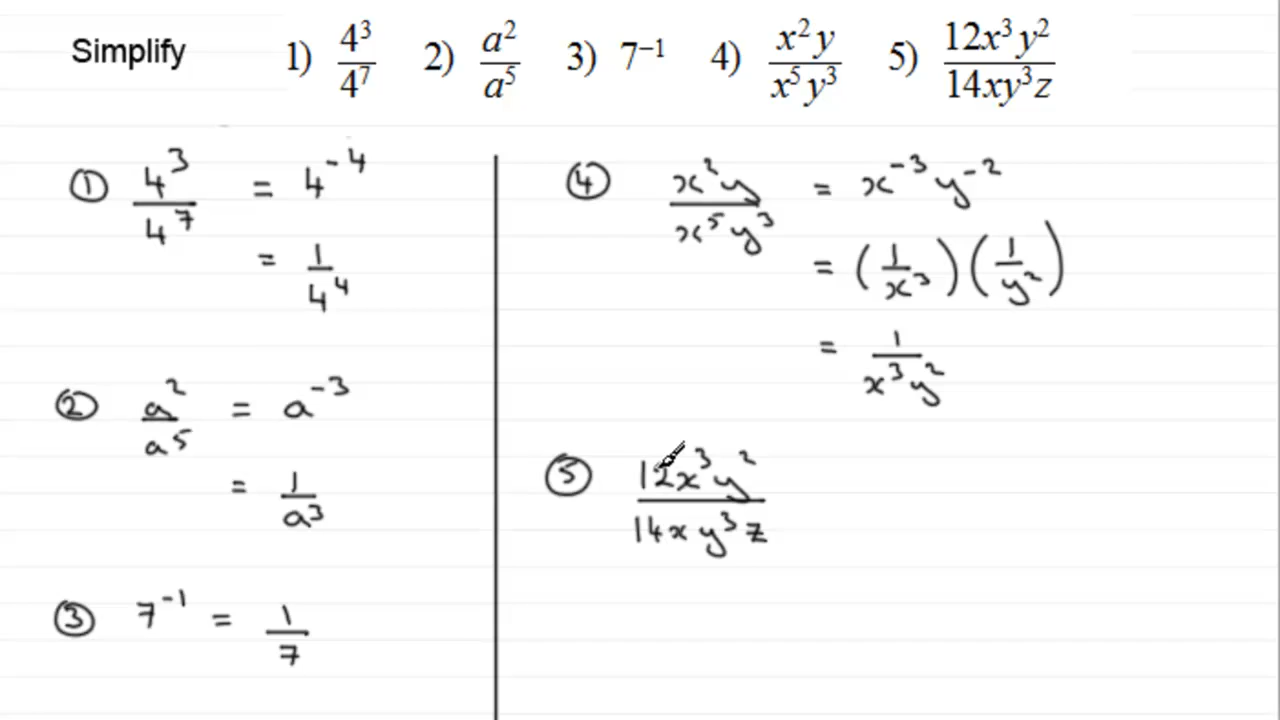 Simplify 1) 4³/4⁷ 2) a²/a⁵ 3) 7⁻¹ 4) x²y/x⁵y³ 5) 12x³y²/14xy³z
① 4³/4⁷ = 4⁻⁴
= 1/4⁴
② a²/a⁵ = a⁻³
= 1/a³
③ 7⁻¹ = 1/7
④ x²y/x⁵y³ = x⁻³y⁻²
= (1/x³)(1/y²)
= 1/x³y²
⑤ 12x³y²/14xy³z